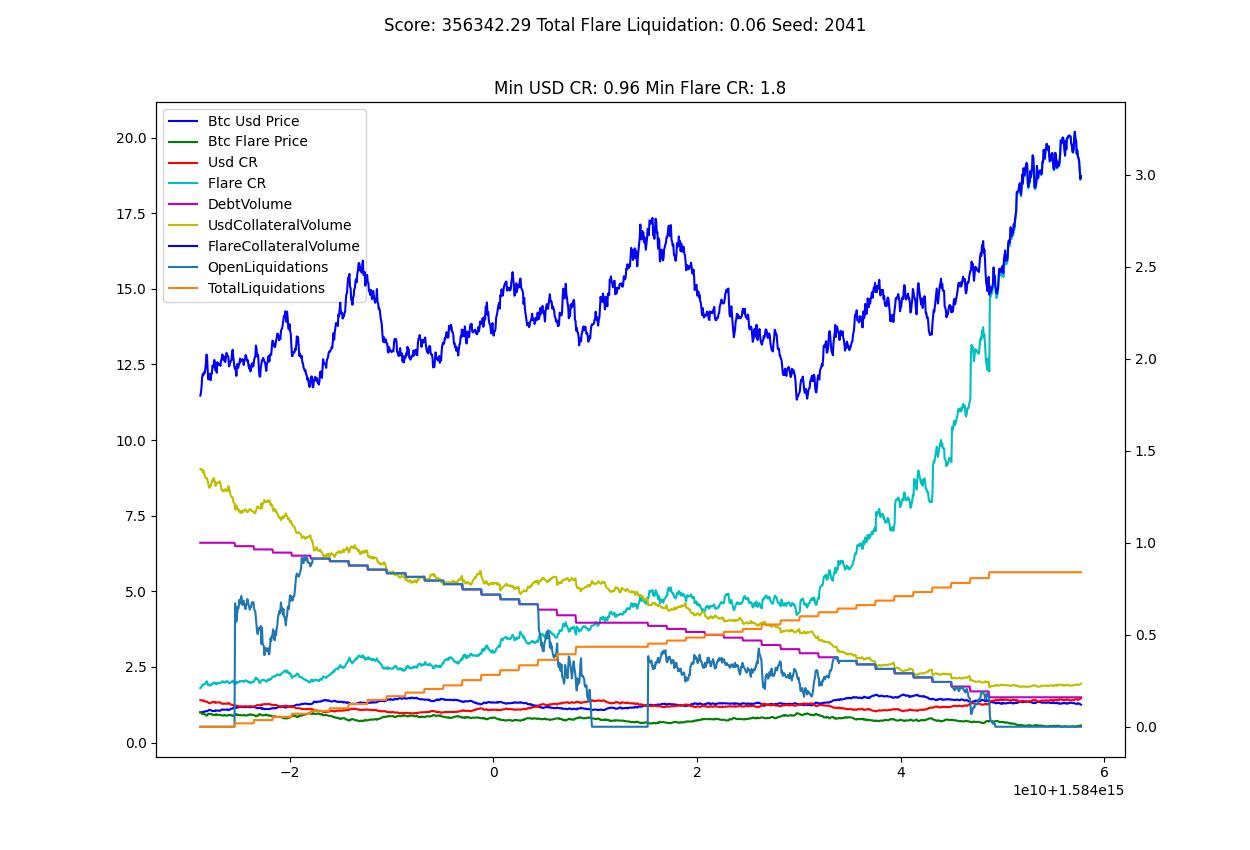 Score: 356342.29 Total Flare Liquidation: 0.06 Seed: 2041
Min USD CR: 0.96 Min Flare CR: 1.8
Btc Usd Price
Btc Flare Price
Usd CR
Flare CR
DebtVolume
UsdCollateralVolume
FlareCollateralVolume
OpenLiquidations
TotalLiquidations
20.0
17.5
15.0
12.5
10.0
7.5
5.0
2.5
0.0
3.0
2.5
2.0
1.5
1.0
0.5
0.0
−2 0 2 4 6
1e10+1.584e15